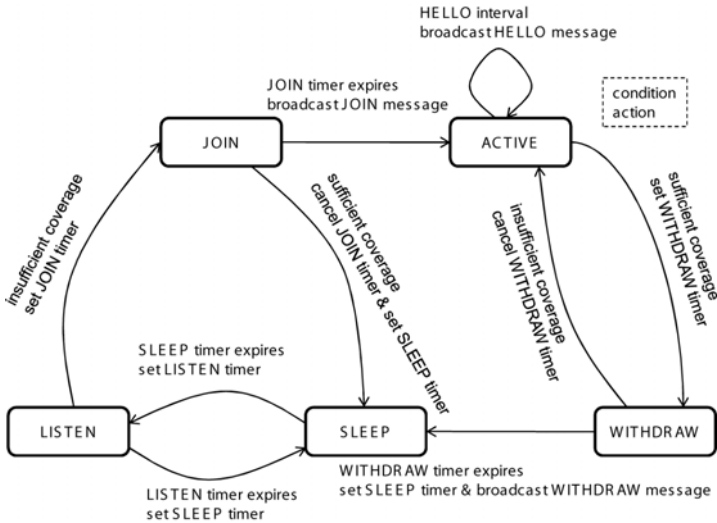 HELLO interval
broadcast HELLO message
JOIN timer expires
broadcast JOIN message
condition
action
JOIN
ACTIVE
insufficient coverage
set JOIN timer
sufficient coverage
cancel JOIN timer & set SLEEP timer
insufficient coverage
cancel WITHDRAW timer
sufficient coverage
set WITHDRAW timer
SLEEP timer expires
set LISTEN timer
LISTEN
SLEEP
WITHDRAW
LISTEN timer expires
set SLEEP timer
WITHDRAW timer expires
set SLEEP timer & broadcast WITHDRAW message